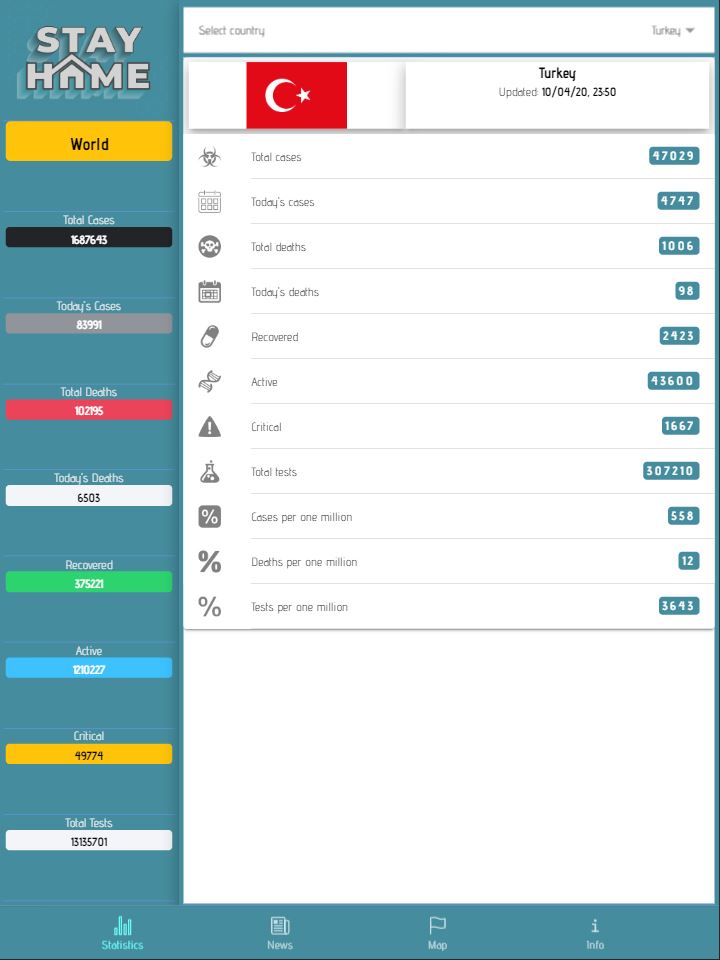 STAY
HOME
World
Total Cases
1687643
Today's Cases
83991
Total Deaths
102195
Today's Deaths
6503
Recovered
375221
Active
1210227
Critical
49774
Total Tests
13135701
Select country
Turkey
Turkey
Updated: 10/04/20, 23:50
Total cases
47029
Today's cases
4747
Total deaths
1006
Today's deaths
98
Recovered
2423
Active
43600
Critical
1667
Total tests
307210
Cases per one million
558
Deaths per one million
12
Tests per one million
3643
Statistics
News
Map
Info